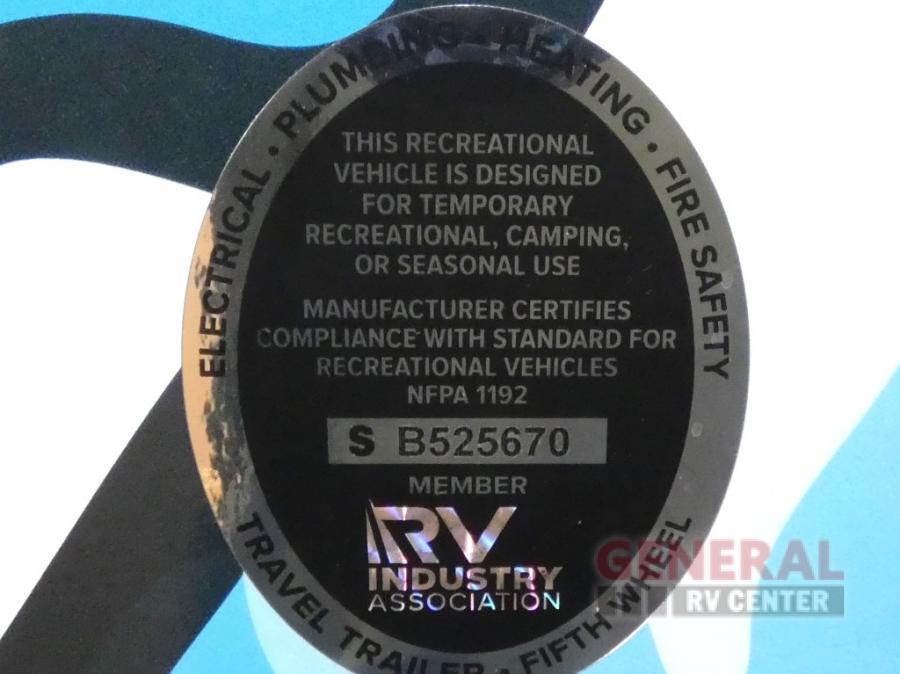 ELECTRICAL · PLUMBING · HEATING · FIRE SAFETY
THIS RECREATIONAL
VEHICLE IS DESIGNED
FOR TEMPORARY
RECREATIONAL, CAMPING,
OR SEASONAL USE
MANUFACTURER CERTIFIES
COMPLIANCE WITH STANDARD FOR
RECREATIONAL VEHICLES
NFPA 1192
S B525670
MEMBER
RV
INDUSTRY
ASSOCIATION
TRAVEL TRAILER · FIFTH WHEEL
GENERAL
RV CENTER